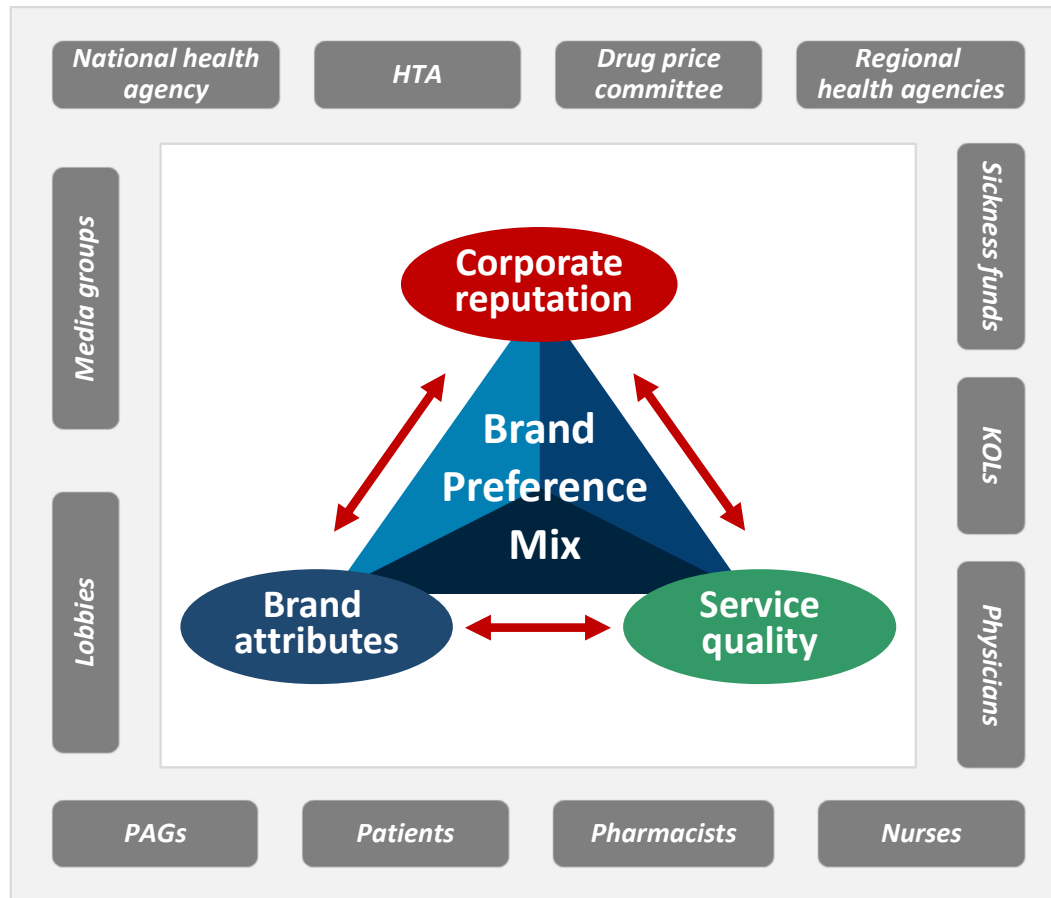 National health
agency
HTA
Drug price
committee
Regional
health agencies
Media groups
Lobbies
Corporate
reputation
Brand
Preference
Mix
Brand
attributes
Service
quality
Sickness funds
KOLs
Physicians
PAGs
Patients
Pharmacists
Nurses